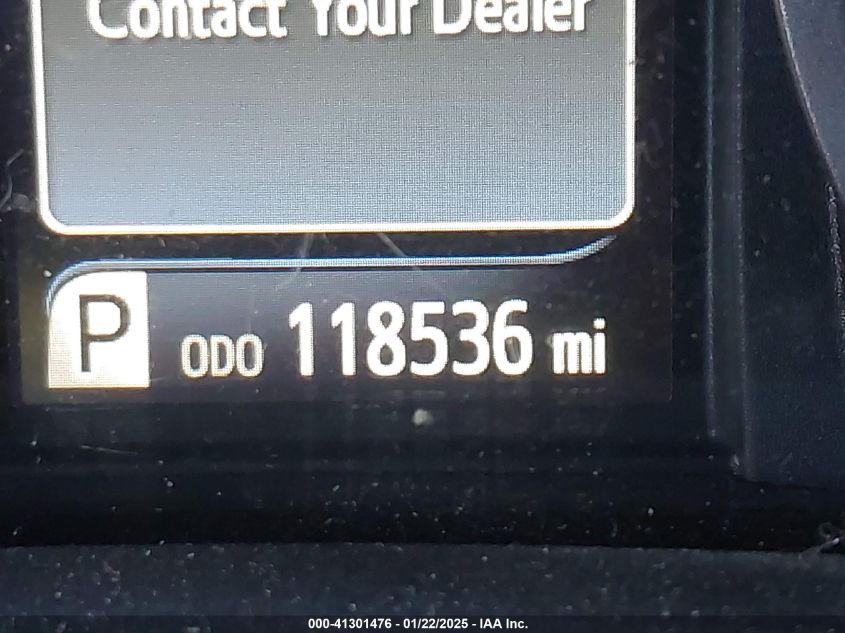 Contact Your Dealer
P ODO 118536 mi
000-41301476 - 01/22/2025 - IAA Inc.